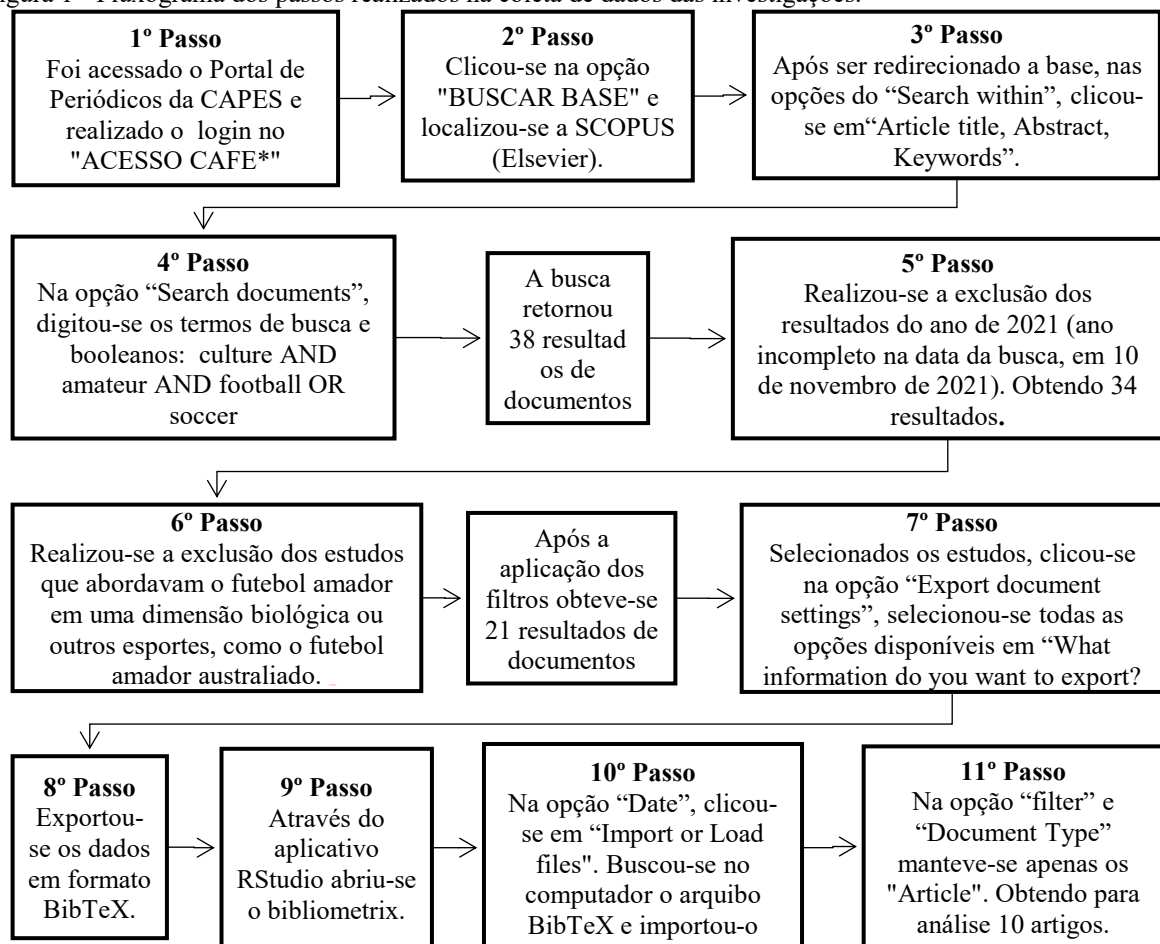 Figura 1 - Fluxograma dos passos realizados na coleta de dados das investigações.
1º Passo
Foi acessado o Portal de
Periódicos da CAPES e
realizado o login no
"ACESSO CAFE*"
2º Passo
Clicou-se na opção
"BUSCAR BASE" e
localizou-se a SCOPUS
(Elsevier).
3º Passo
Após ser redirecionado a base, nas
opções do “Search within”, clicou-
se em“Article title, Abstract,
Keywords”.
4º Passo
Na opção “Search documents”,
digitou-se os termos de busca e
booleanos: culture AND
amateur AND football OR
soccer
A busca
retornou
38 resultad
os de
documentos
5º Passo
Realizou-se a exclusão dos
resultados do ano de 2021 (ano
incompleto na data da busca, em 10
de novembro de 2021). Obtendo 34
resultados.
6º Passo
Realizou-se a exclusão dos estudos
que abordavam o futebol amador
em uma dimensão biológica ou
outros esportes, como o futebol
amador australiado.
Após a
aplicação dos
filtros obteve-se
21 resultados de
documentos
7º Passo
Selecionados os estudos, clicou-se
na opção “Export document
settings”, selecionou-se todas as
opções disponíveis em “What
information do you want to export?
8º Passo
Exportou-
se os dados
em formato
BibTeX.
9º Passo
Através do
aplicativo
RStudio abriu-se
o bibliometrix.
10º Passo
Na opção “Date”, clicou-
se em “Import or Load
files". Buscou-se no
computador o arquibo
BibTeX e importou-o
11º Passo
Na opção “filter” e
“Document Type”
manteve-se apenas os
"Article". Obtendo para
análise 10 artigos.